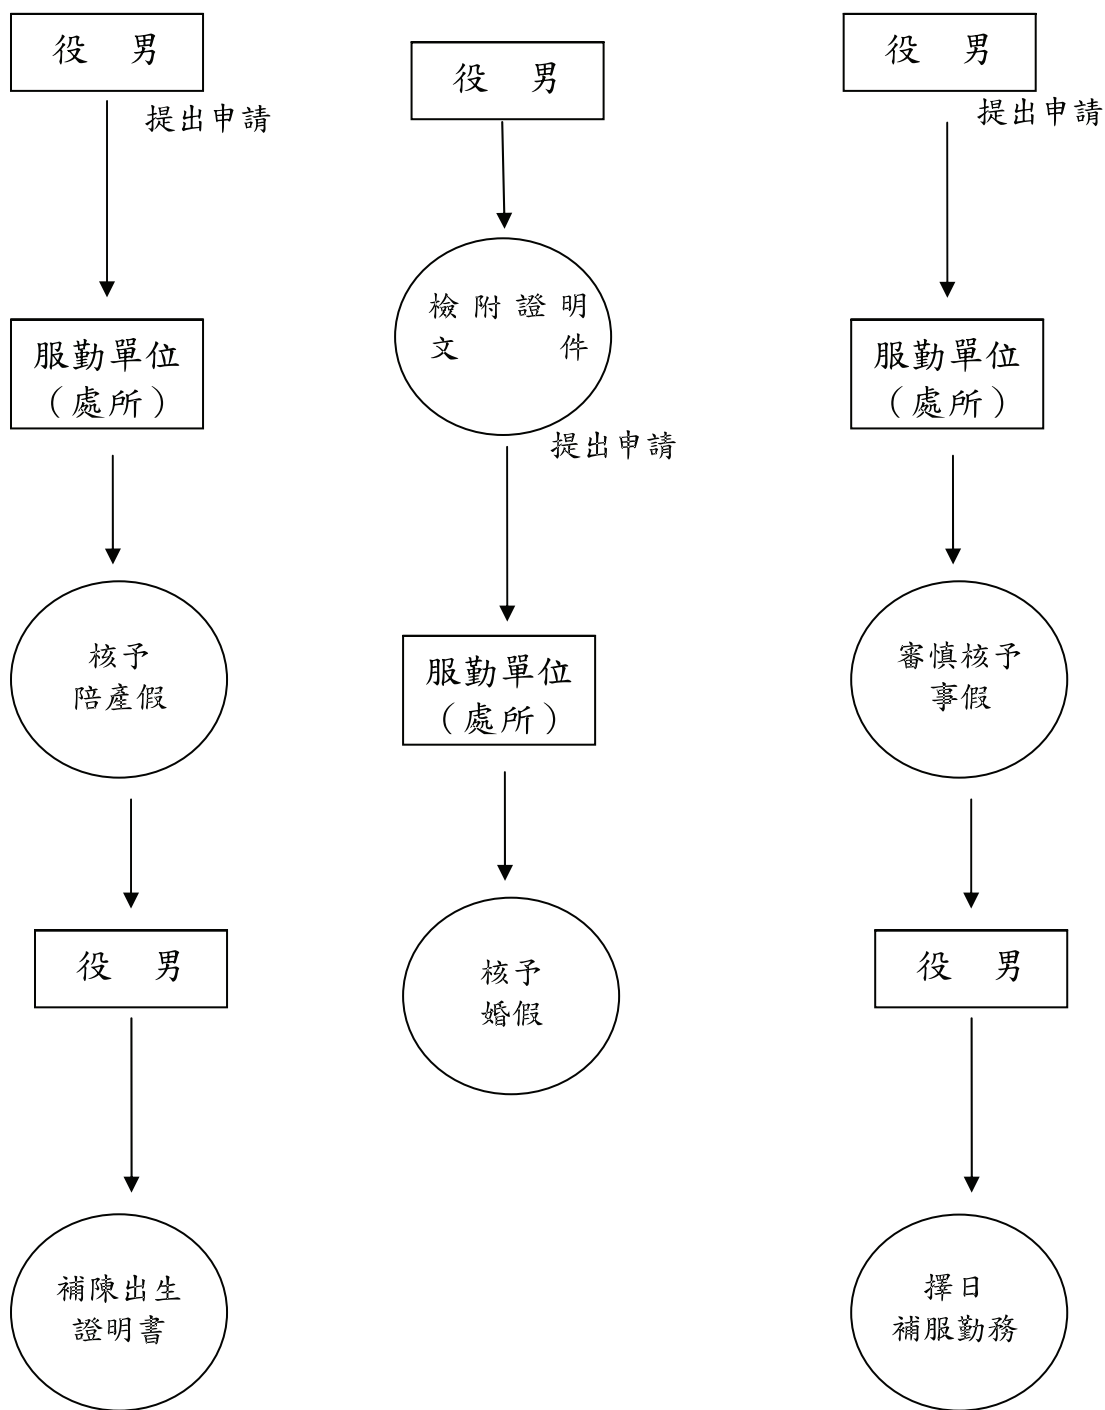 役 男
提出申請
服勤單位
（處所）
核予
陪產假
役 男
補陳出生
證明書
役 男
檢附證明
文 件
提出申請
服勤單位
（處所）
核予
婚假
役 男
提出申請
服勤單位
（處所）
審慎核予
事假
役 男
擇日
補服勤務